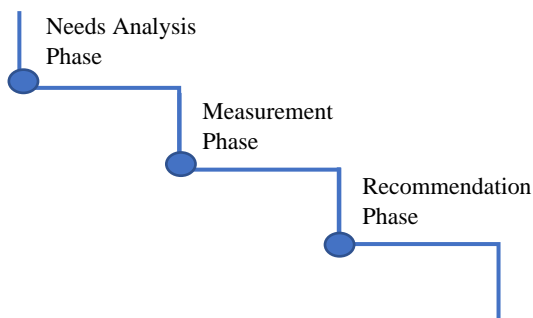 Needs Analysis
Phase
Measurement
Phase
Recommendation
Phase